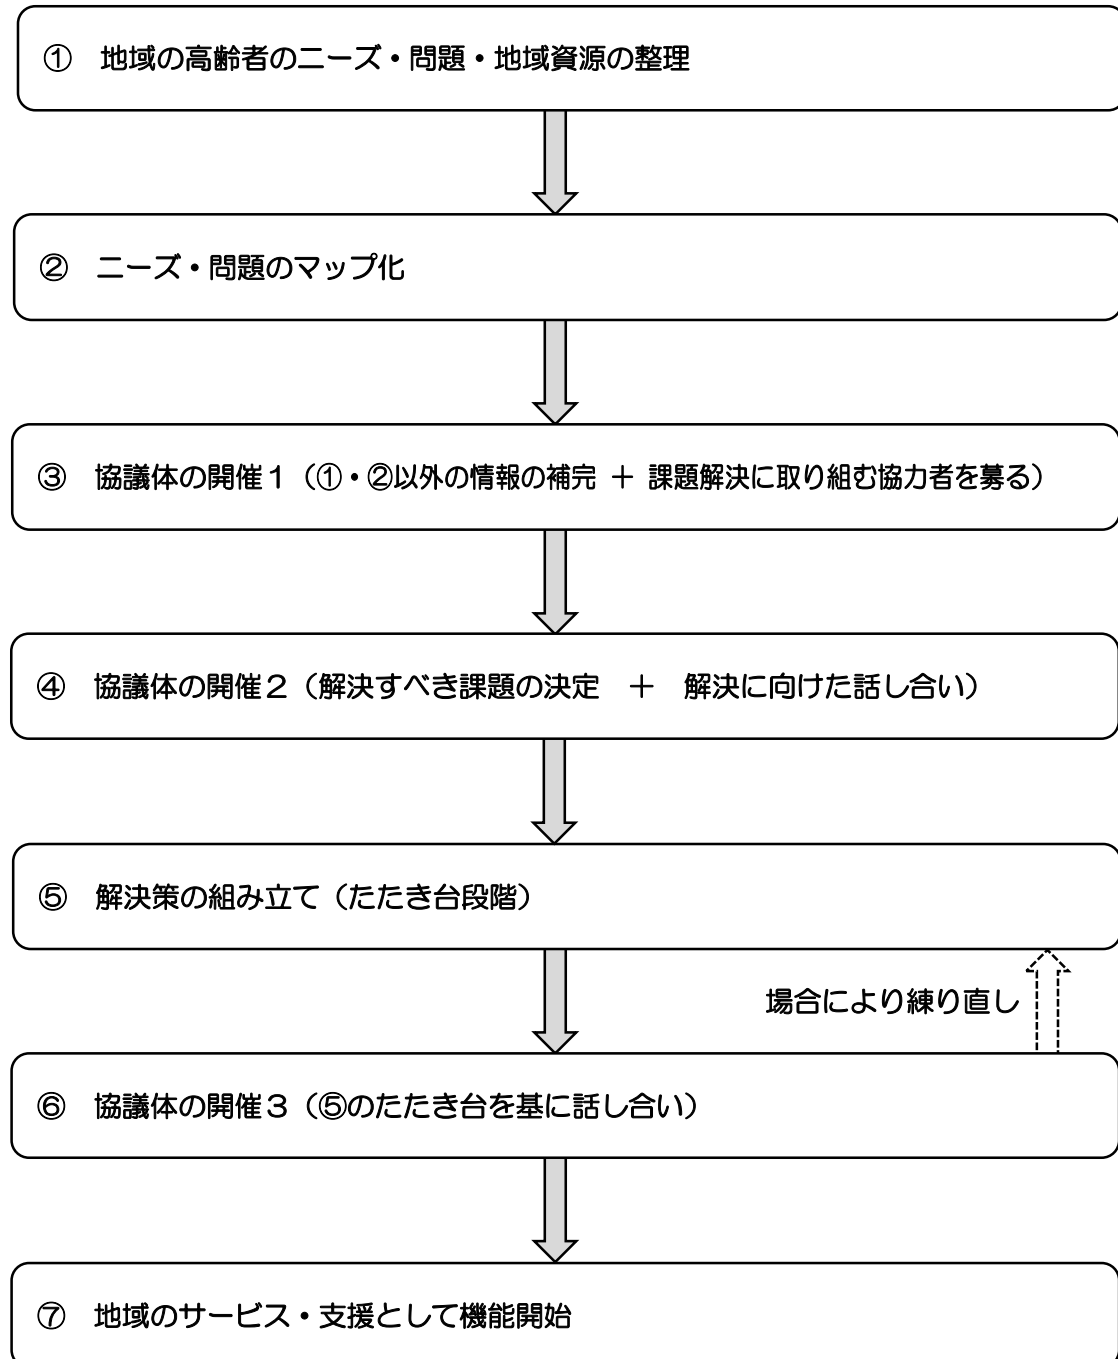 ① 地域の高齢者のニーズ・問題・地域資源の整理
② ニーズ・問題のマップ化
③ 協議体の開催1（①・②以外の情報の補完 ＋ 課題解決に取り組む協力者を募る）
④ 協議体の開催2（解決すべき課題の決定　＋　解決に向けた話し合い）
⑤ 解決策の組み立て（たたき台段階）
場合により練り直し
⑥ 協議体の開催3（⑤のたたき台を基に話し合い）
⑦ 地域のサービス・支援として機能開始